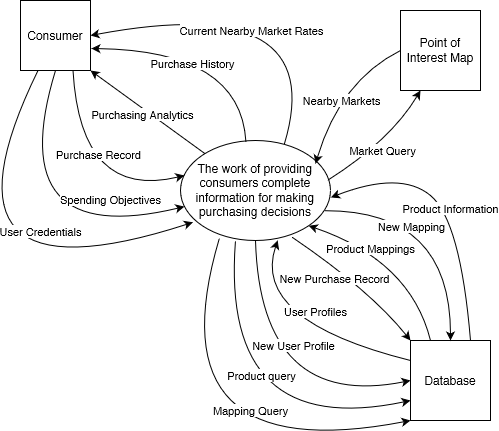 Consumer
Current Nearby Market Rates
Point of
Interest Map
Purchase History
Nearby Markets
Purchasing Analytics
Market Query
Purchase Record
The work of providing
consumers complete
information for making
purchasing decisions
Spending Objectives
Product Information
User Credentials
New Mapping
Product Mappings
New Purchase Record
User Profiles
New User Profile
Product query
Database
Mapping Query